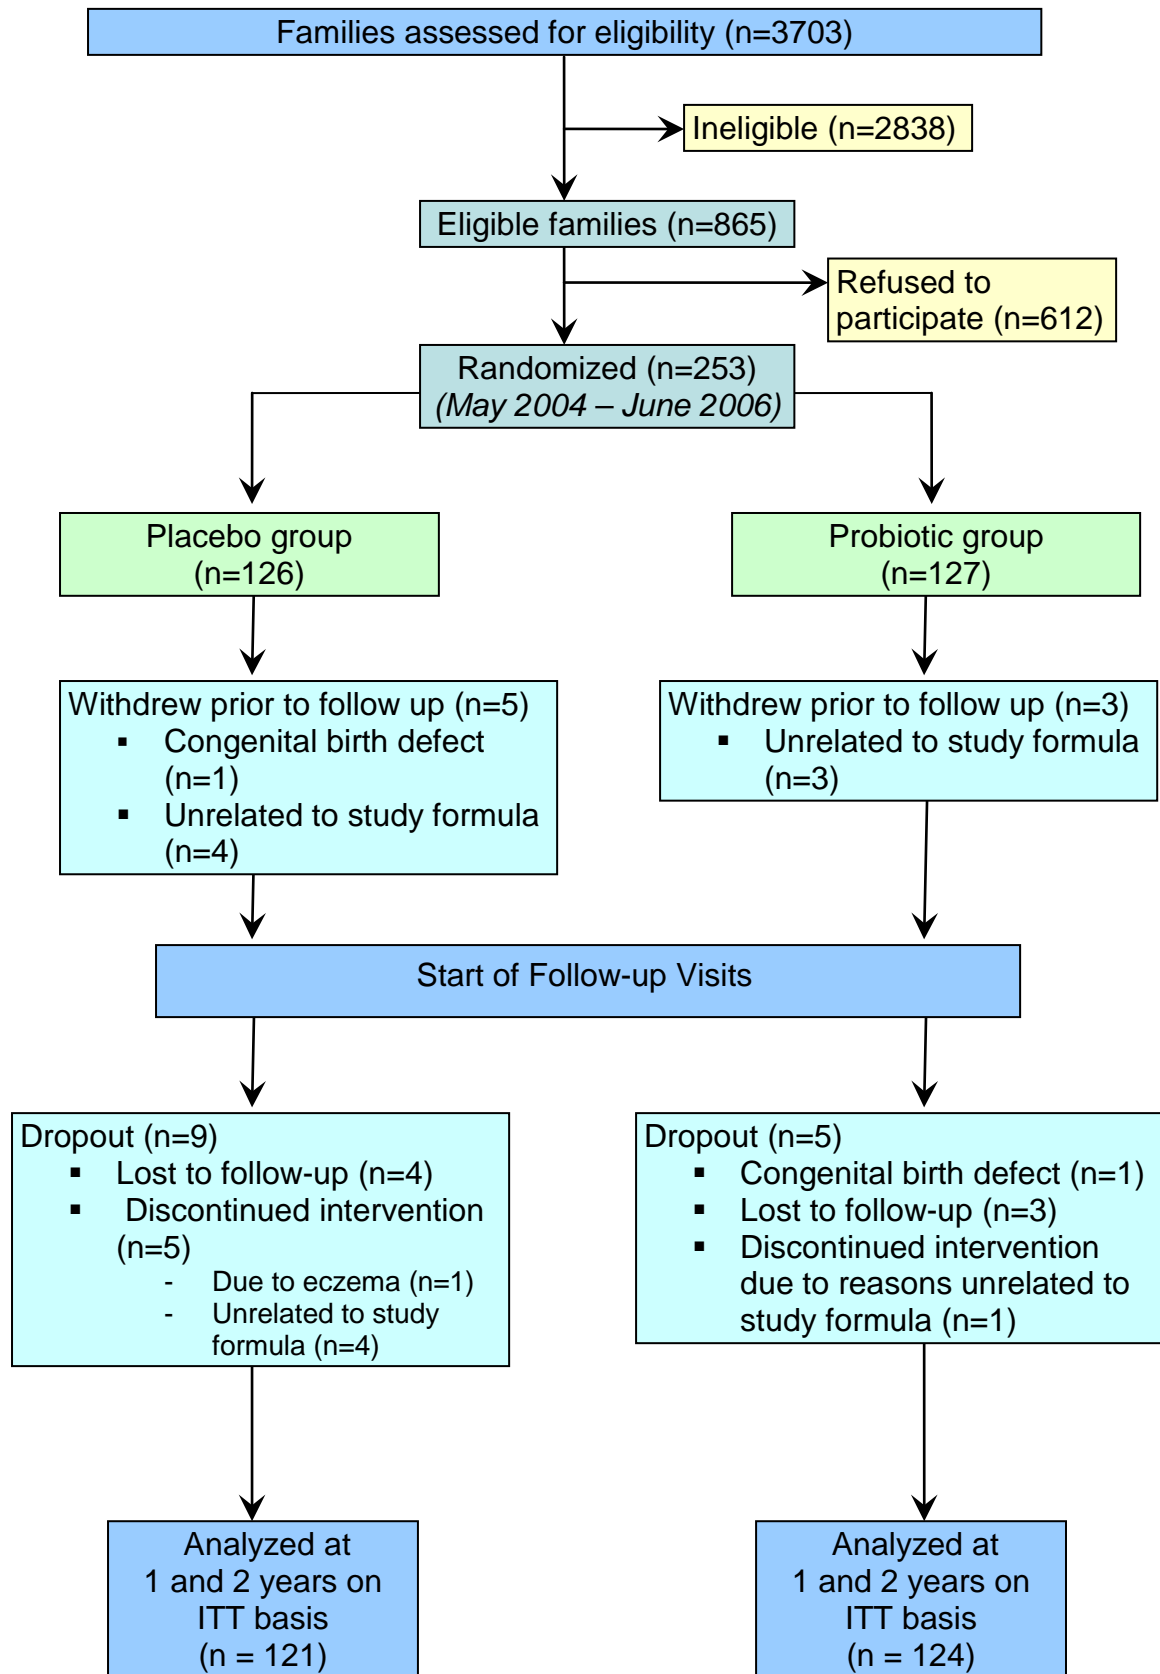 Families assessed for eligibility (n=3703)
Ineligible (n=2838)
Eligible families (n=865)
Refused to
participate (n=612)
Randomized (n=253)
(May 2004 – June 2006)
Placebo group
(n=126)
Probiotic group
(n=127)
Withdrew prior to follow up (n=5)
▪ Congenital birth defect
(n=1)
▪ Unrelated to study formula
(n=4)
Withdrew prior to follow up (n=3)
▪ Unrelated to study formula
(n=3)
Start of Follow-up Visits
Dropout (n=9)
▪ Lost to follow-up (n=4)
▪ Discontinued intervention
(n=5)
- Due to eczema (n=1)
- Unrelated to study
formula (n=4)
Dropout (n=5)
▪ Congenital birth defect (n=1)
▪ Lost to follow-up (n=3)
▪ Discontinued intervention
due to reasons unrelated to
study formula (n=1)
Analyzed at
1 and 2 years on
ITT basis
(n = 121)
Analyzed at
1 and 2 years on
ITT basis
(n = 124)